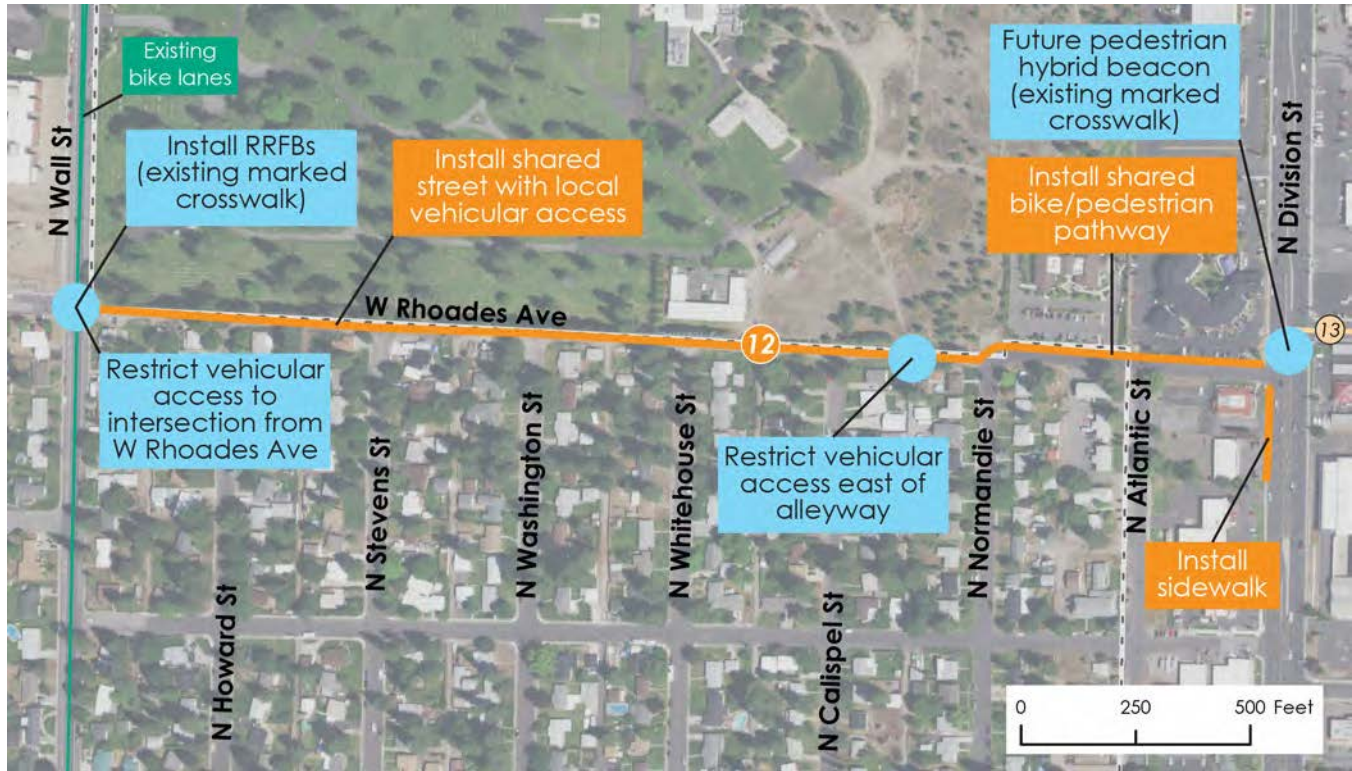 Existing
bike lanes
N Wall St
Install RRFBs
(existing marked
crosswalk)
Install shared
street with local
vehicular access
Future pedestrian
hybrid beacon
(existing marked
crosswalk)
Install shared
bike/pedestrian
pathway
N Division St
W Rhoades Ave
12
13
Restrict vehicular
access to
intersection from
W Rhoades Ave
Restrict vehicular
access east of
alleyway
Install
sidewalk
N Howard St
N Stevens St
N Washington St
N Whitehouse St
N Calispel St
N Normandie St
N Atlantic St
0 250 500 Feet